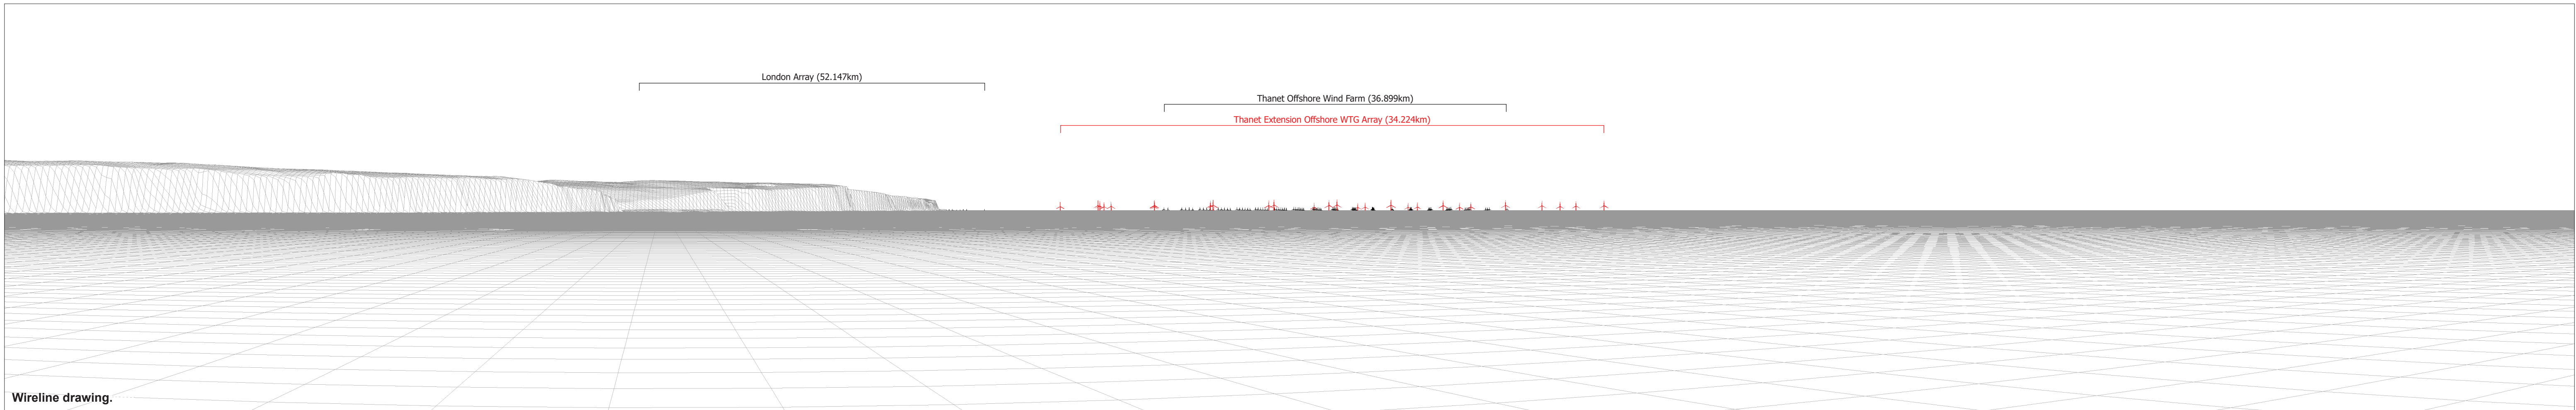 London Array (52.147km)
Thanet Offshore Wind Farm (36.899km)
Thanet Extension Offshore WTG Array (34.224km)
Wireline drawing.